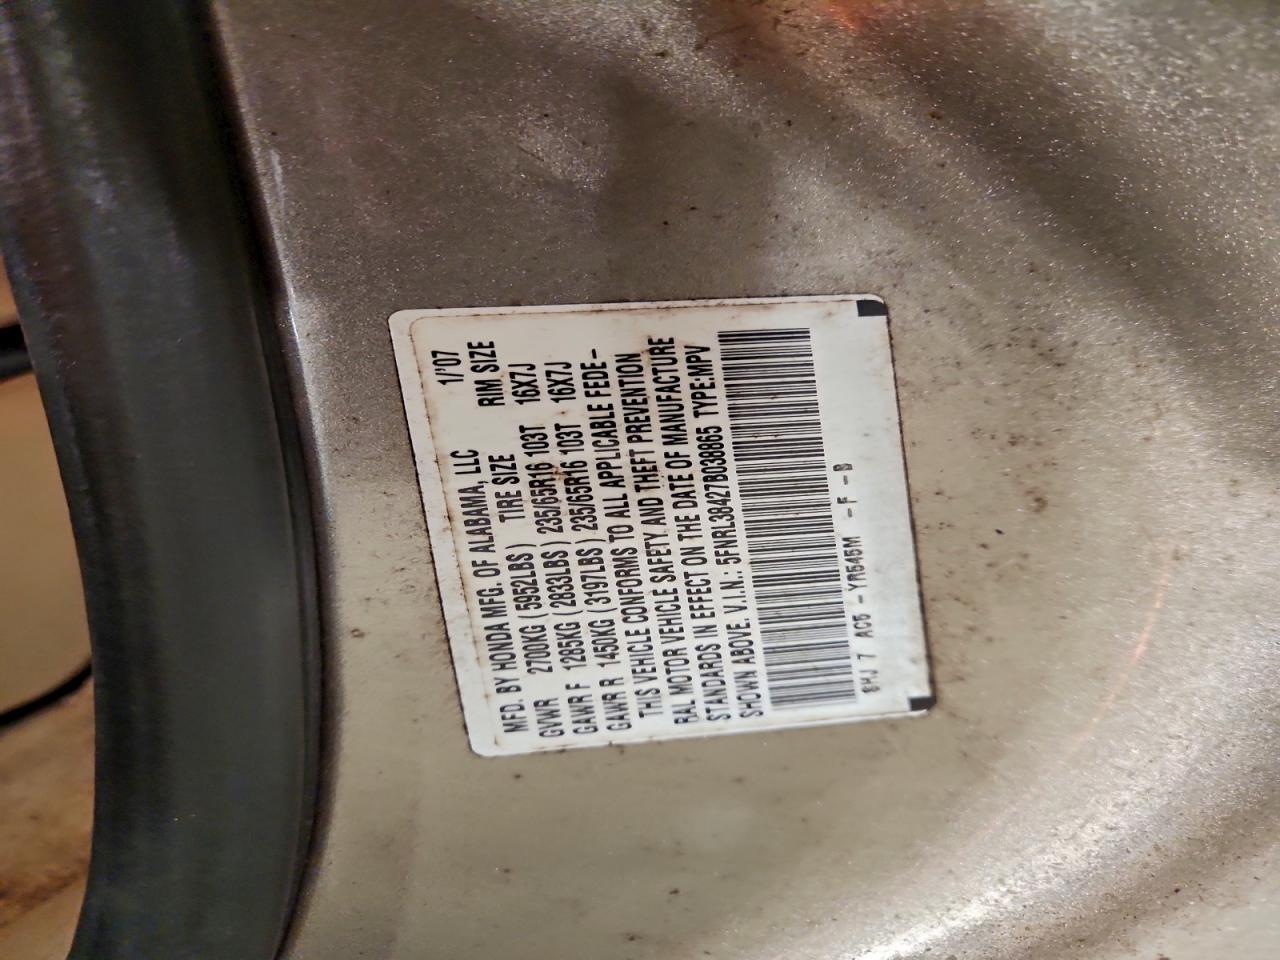 MFD. BY HONDA MFG. OF ALABAMA, LLC 1/'07
GVWR 2700KG ( 5952LBS ) TIRE SIZE RIM SIZE
GAWR F 1285KG ( 2833LBS ) 235/65R16 103T 16X7J
GAWR R 1450KG ( 3197LBS ) 235/65R16 103T 16X7J
THIS VEHICLE CONFORMS TO ALL APPLICABLE FEDE-
RAL MOTOR VEHICLE SAFETY AND THEFT PREVENTION
STANDARDS IN EFFECT ON THE DATE OF MANUFACTURE
SHOWN ABOVE. V.I.N.: 5FNRL38427B038865 TYPE:MPV
SHJ 7 AC5 - YR545M - F - B